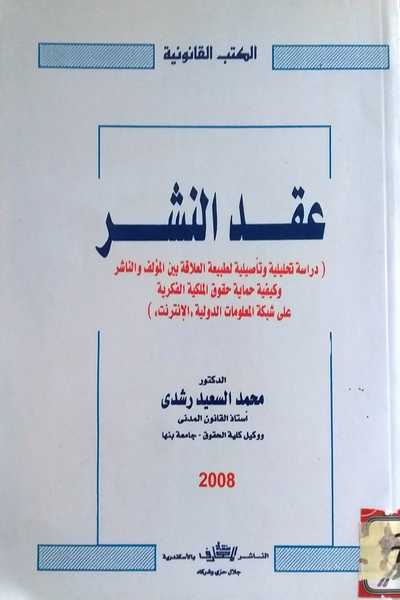 الكتب القانونية
عقد النشر
( دراسة تحليلية وتأصيلية لطبيعة العلاقة بين المؤلف والناشر
وكيفية حماية حقوق الملكية الفكرية
على شبكة المعلومات الدولية "الإنترنت" )
الدكتور
محمد السعيد رشدى
أستاذ القانون المدنى
ووكيل كلية الحقوق - جامعة بنها
2008
الناشر المعارف بالأسكندرية
جلال حزى وشركاه